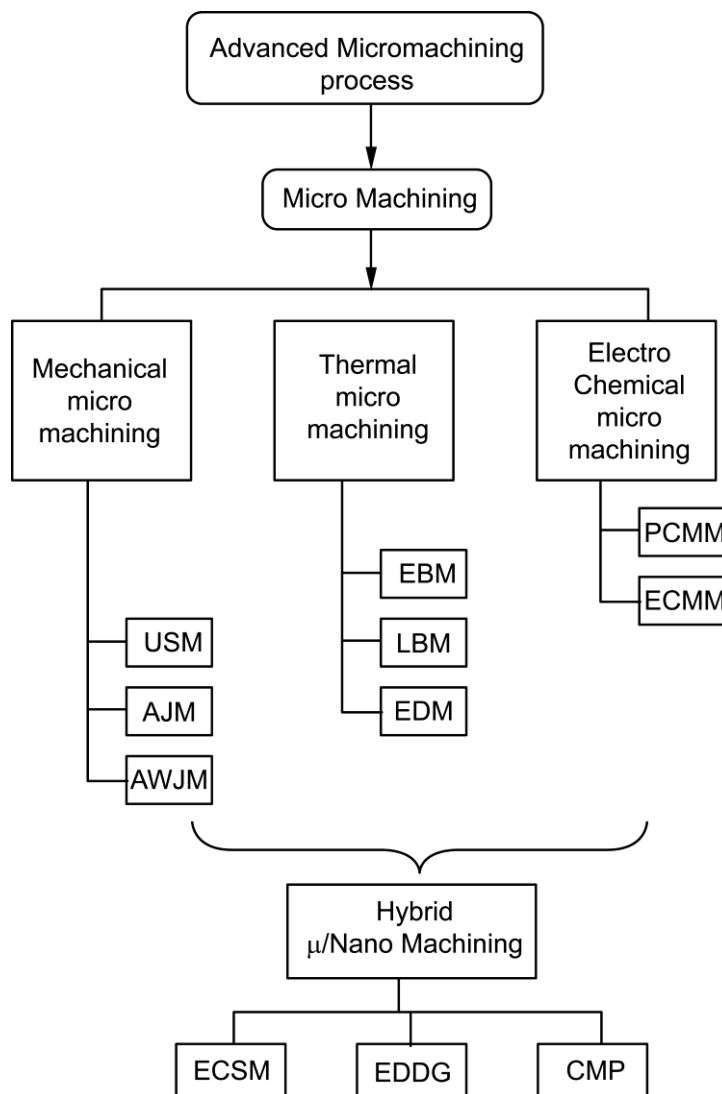 Advanced Micromachining
process
Micro Machining
Mechanical
micro
machining
Thermal
micro
machining
Electro
Chemical
micro
machining
PCMM
ECMM
EBM
LBM
EDM
USM
AJM
AWJM
Hybrid
μ/Nano Machining
ECSM
EDDG
CMP